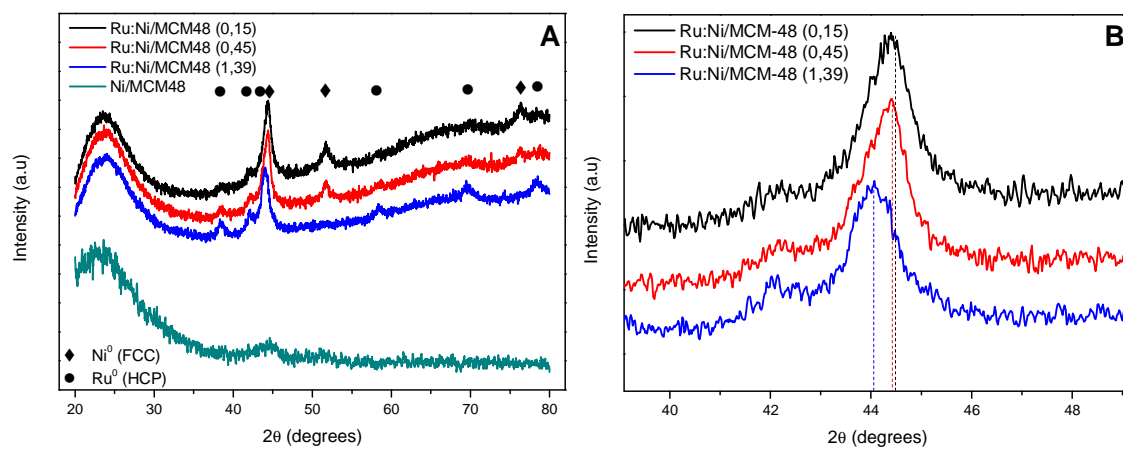 Ru:Ni/MCM48 (0,15)
Ru:Ni/MCM48 (0,45)
Ru:Ni/MCM48 (1,39)
Ni/MCM48
A
Ni⁰ (FCC)
Ru⁰ (HCP)
Intensity (a.u)
20 30 40 50 60 70 80
2θ (degrees)
Ru:Ni/MCM-48 (0,15)
Ru:Ni/MCM-48 (0,45)
Ru:Ni/MCM-48 (1,39)
B
Intensity (a.u)
40 42 44 46 48
2θ (degrees)